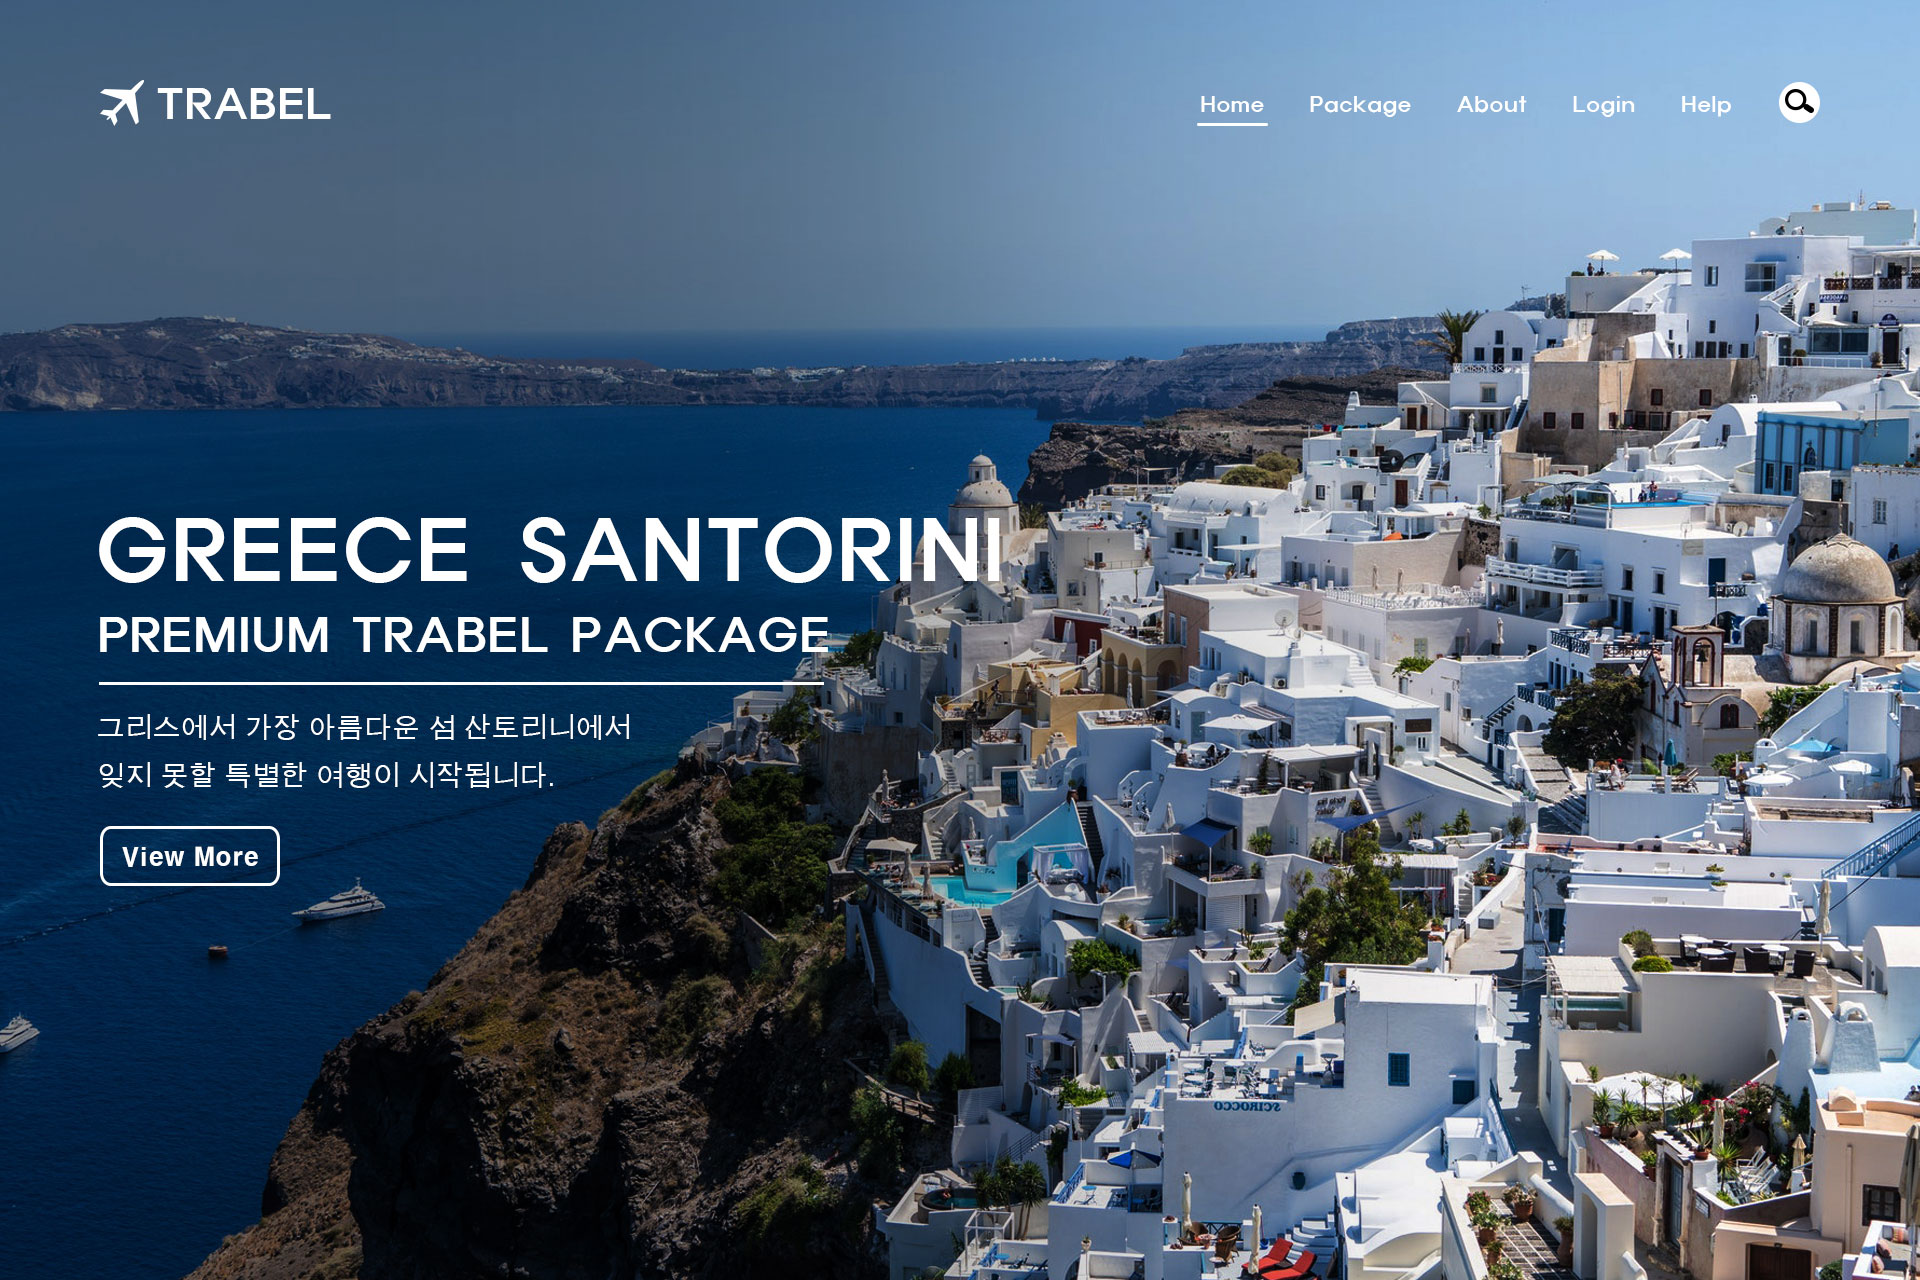 TRABEL
Home Package About Login Help
GREECE SANTORINI
PREMIUM TRABEL PACKAGE
그리스에서 가장 아름다운 섬 산토리니에서
잊지 못할 특별한 여행이 시작됩니다.
View More
SCIROCCO